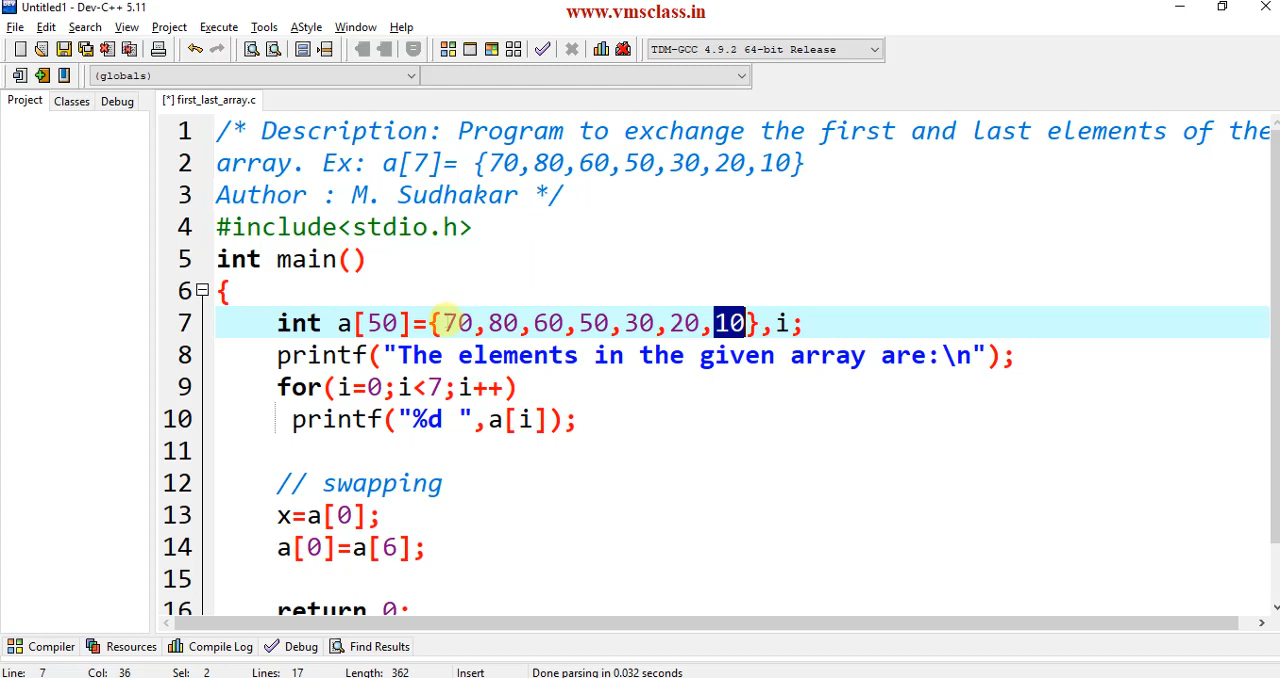 Untitled1 - Dev-C++ 5.11
www.vmsclass.in
File Edit Search View Project Execute Tools AStyle Window Help
TDM-GCC 4.9.2 64-bit Release
(globals)
Project Classes Debug [*] first_last_array.c
1 /* Description: Program to exchange the first and last elements of the
2 array. Ex: a[7]= {70,80,60,50,30,20,10}
3 Author : M. Sudhakar */
4 #include<stdio.h>
5 int main()
6 {
7 int a[50]={70,80,60,50,30,20,10},i;
8 printf("The elements in the given array are:\n");
9 for(i=0;i<7;i++)
10 printf("%d ",a[i]);
11
12 // swapping
13 x=a[0];
14 a[0]=a[6];
15
16 return 0;
Compiler Resources Compile Log Debug Find Results
Line: 7 Col: 36 Sel: 2 Lines: 17 Length: 362 Insert Done parsing in 0.032 seconds